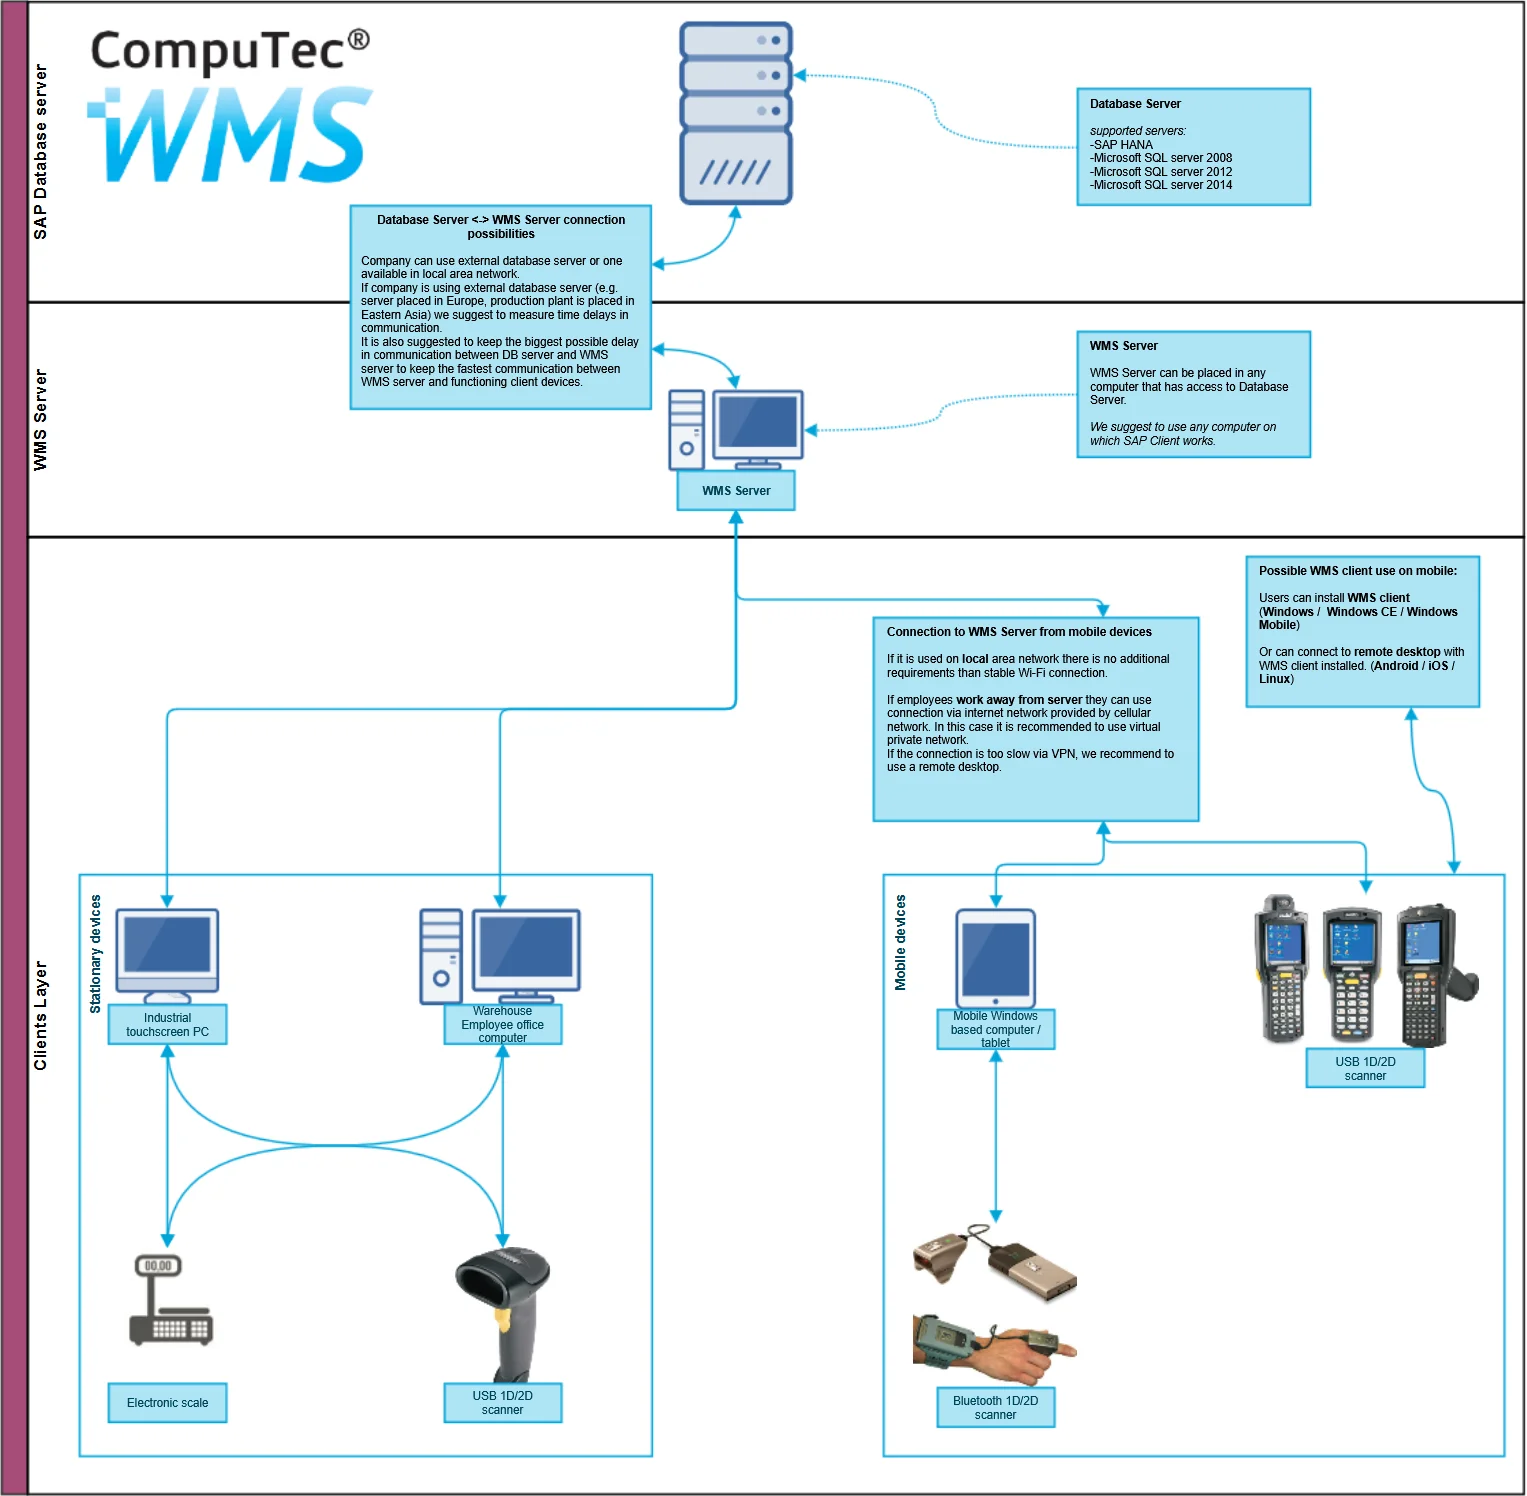 CompuTec®
WMS
SAP Database server
Database Server
supported servers:
-SAP HANA
-Microsoft SQL server 2008
-Microsoft SQL server 2012
-Microsoft SQL server 2014
Database Server <-> WMS Server connection
possibilities
Company can use external database server or one
available in local area network.
If company is using external database server (e.g.
server placed in Europe, production plant is placed in
Eastern Asia) we suggest to measure time delays in
communication.
It is also suggested to keep the biggest possible delay
in communication between DB server and WMS
server to keep the fastest communication between
WMS server and functioning client devices.
WMS Server
WMS Server
WMS Server can be placed in any
computer that has access to Database
Server.
We suggest to use any computer on
which SAP Client works.
WMS Server
Clients Layer
Possible WMS client use on mobile:
Users can install WMS client
(Windows / Windows CE / Windows
Mobile)
Or can connect to remote desktop with
WMS client installed. (Android / iOS /
Linux)
Connection to WMS Server from mobile devices
If it is used on local area network there is no additional
requirements than stable Wi-Fi connection.
If employees work away from server they can use
connection via internet network provided by cellular
network. In this case it is recommended to use virtual
private network.
If the connection is too slow via VPN, we recommend to
use a remote desktop.
Stationary devices
Industrial
touchscreen PC
Warehouse
Employee office
computer
00.00
Electronic scale
USB 1D/2D
scanner
Mobile devices
Mobile Windows
based computer /
tablet
USB 1D/2D
scanner
Bluetooth 1D/2D
scanner